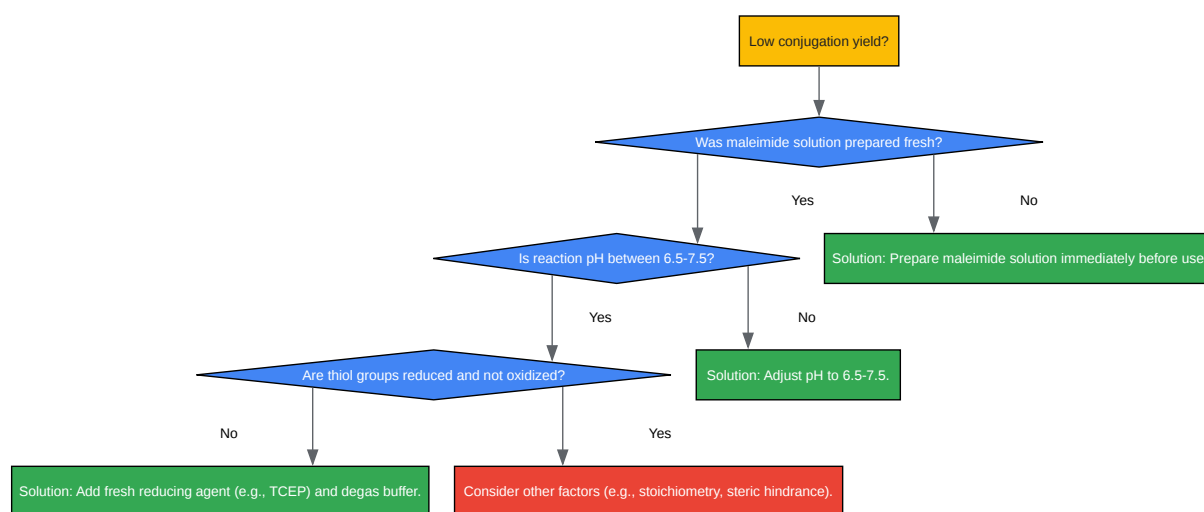 Low conjugation yield?
Was maleimide solution prepared fresh?
Yes
No
Is reaction pH between 6.5-7.5?
Solution: Prepare maleimide solution immediately before use
Yes
No
Are thiol groups reduced and not oxidized?
Solution: Adjust pH to 6.5-7.5.
No
Yes
Solution: Add fresh reducing agent (e.g., TCEP) and degas buffer.
Consider other factors (e.g., stoichiometry, steric hindrance).